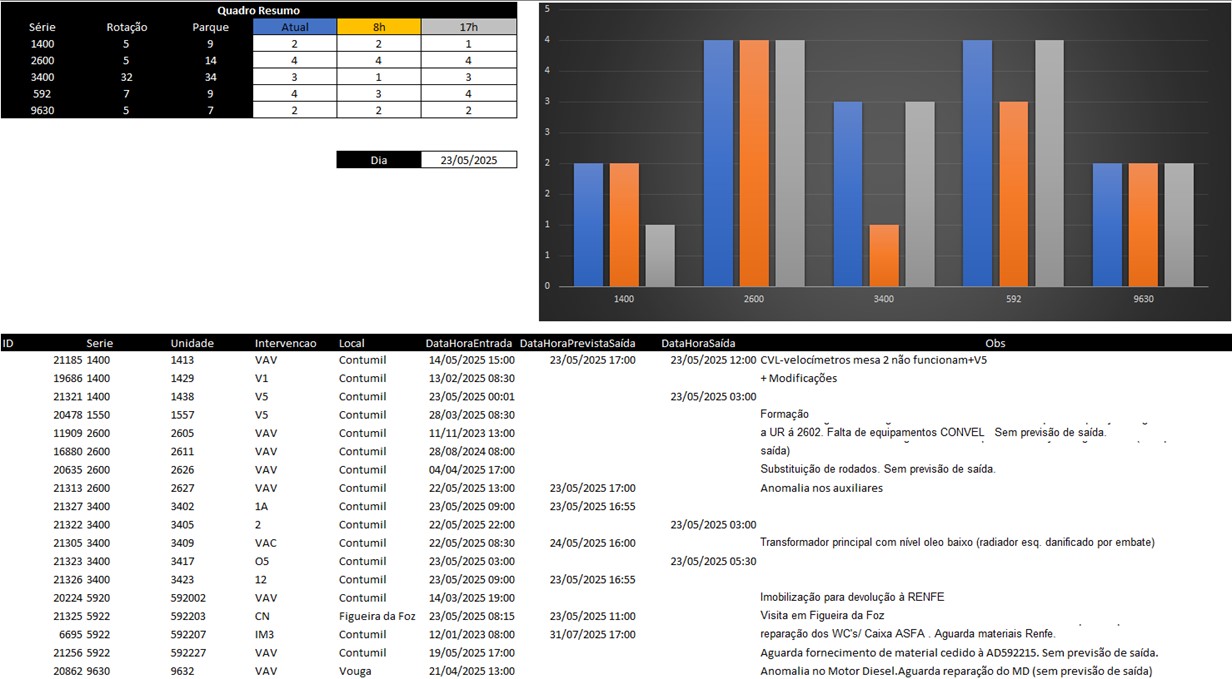 Quadro Resumo
Série Rotação Parque Atual 8h 17h
1400 5 9 2 2 1
2600 5 14 4 4 4
3400 32 34 3 1 3
592 7 9 4 3 4
9630 5 7 2 2 2
Dia 23/05/2025
5
4
4
3
3
2
2
1
1
0
1400 2600 3400 592 9630
ID Serie Unidade Intervencao Local DataHoraEntrada DataHoraPrevistaSaída DataHoraSaída Obs
21185 1400 1413 VAV Contumil 14/05/2025 15:00 23/05/2025 17:00 23/05/2025 12:00 CVL-velocímetros mesa 2 não funcionam+V5
19686 1400 1429 V1 Contumil 13/02/2025 08:30 + Modificações
21321 1400 1438 V5 Contumil 23/05/2025 00:01 23/05/2025 03:00
20478 1550 1557 V5 Contumil 28/03/2025 08:30 Formação
11909 2600 2605 VAV Contumil 11/11/2023 13:00 a UR á 2602. Falta de equipamentos CONVEL Sem previsão de saída.
16880 2600 2611 VAV Contumil 28/08/2024 08:00 saída)
20635 2600 2626 VAV Contumil 04/04/2025 17:00 Substituição de rodados. Sem previsão de saída.
21313 2600 2627 VAV Contumil 22/05/2025 13:00 23/05/2025 17:00 Anomalia nos auxiliares
21327 3400 3402 1A Contumil 23/05/2025 09:00 23/05/2025 16:55
21322 3400 3405 2 Contumil 22/05/2025 22:00 23/05/2025 03:00
21305 3400 3409 VAC Contumil 22/05/2025 08:30 24/05/2025 16:00 Transformador principal com nível oleo baixo (radiador esq. danificado por embate)
21323 3400 3417 O5 Contumil 23/05/2025 03:00 23/05/2025 05:30
21326 3400 3423 12 Contumil 23/05/2025 09:00 23/05/2025 16:55
20224 5920 592002 VAV Contumil 14/03/2025 19:00 Imobilização para devolução à RENFE
21325 5922 592203 CN Figueira da Foz 23/05/2025 08:15 23/05/2025 11:00 Visita em Figueira da Foz
6695 5922 592207 IM3 Contumil 12/01/2023 08:00 31/07/2025 17:00 reparação dos WC's/ Caixa ASFA . Aguarda materiais Renfe.
21256 5922 592227 VAV Contumil 19/05/2025 17:00 Aguarda fornecimento de material cedido à AD592215. Sem previsão de saída.
20862 9630 9632 VAV Vouga 21/04/2025 13:00 Anomalia no Motor Diesel.Aguarda reparação do MD (sem previsão de saída)